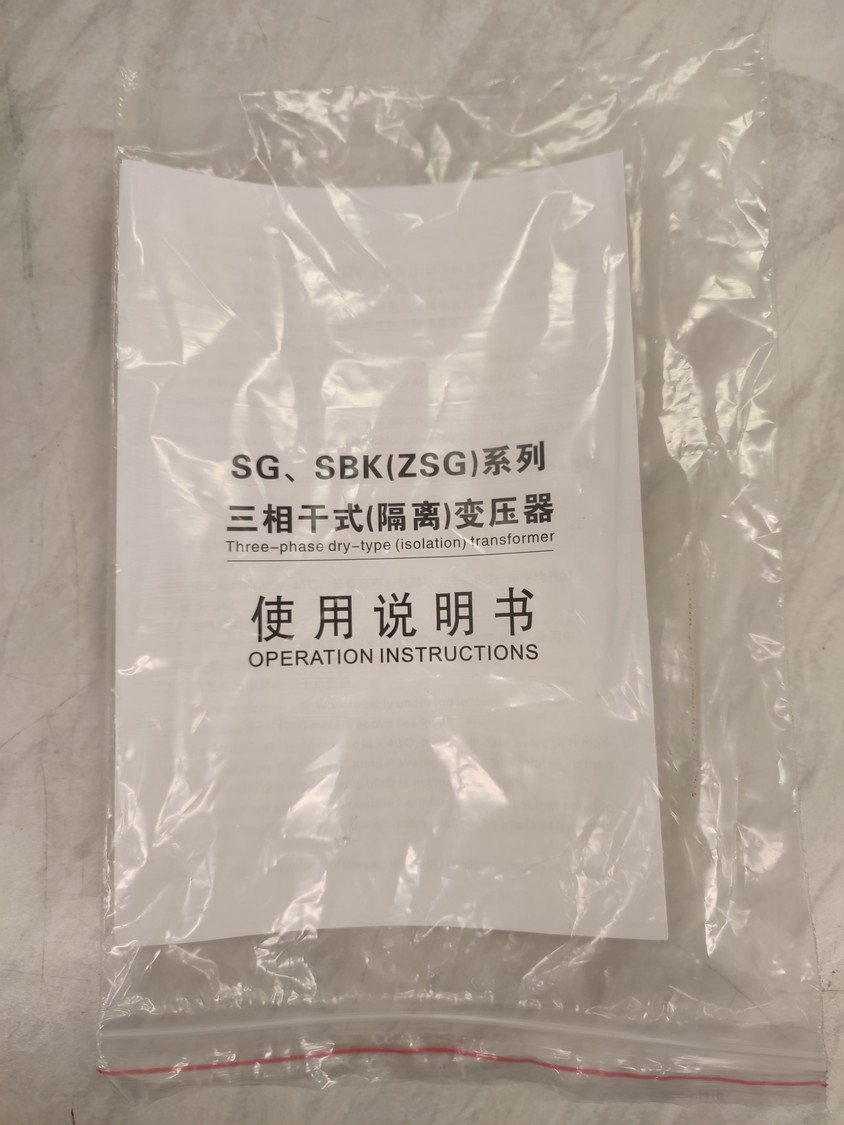 SG、SBK(ZSG)系列
三相干式(隔离)变压器
Three-phase dry-type (isolation) transformer
使用说明书
OPERATION INSTRUCTIONS